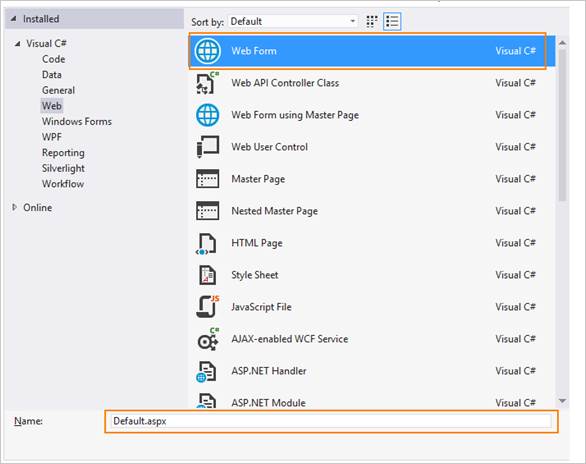 Installed
Sort by: Default
Visual C#
Code
Data
General
Web
Windows Forms
WPF
Reporting
Silverlight
Workflow
Online
Web Form Visual C#
C# Web API Controller Class Visual C#
Web Form using Master Page Visual C#
Web User Control Visual C#
Master Page Visual C#
Nested Master Page Visual C#
HTML Page Visual C#
Style Sheet Visual C#
JS JavaScript File Visual C#
C# AJAX-enabled WCF Service Visual C#
ASP.NET Handler Visual C#
ASP.NET Module Visual C#
Name: Default.aspx